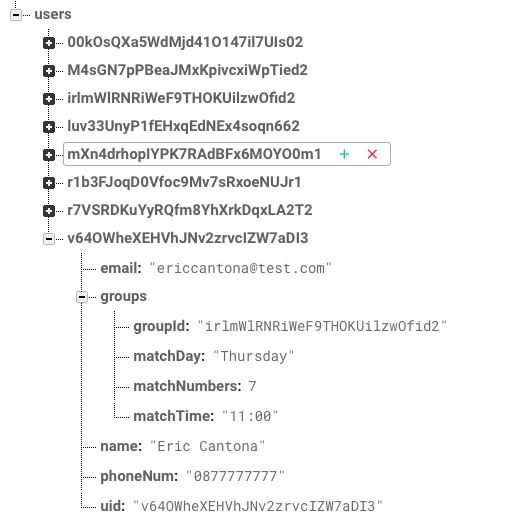 users
00kOsQXa5WdMjd41O147il7UIs02
M4sGN7pPBeaJMxKpivcxiWpTied2
irlmWlRNRiWeF9THOKUilzwOfid2
luv33UnyP1fEHxqEdNEx4soqn662
mXn4drhopIYPK7RAdBFx6MOYO0m1 + ×
r1b3FJoqD0Vfoc9Mv7sRxoeNUJr1
r7VSRDKuYyRQfm8YhXrkDqxLA2T2
v64OWheXEHVhJNv2zrvcIZW7aDI3
email: "ericcantona@test.com"
groups
groupId: "irlmWlRNRiWeF9THOKUilzwOfid2"
matchDay: "Thursday"
matchNumbers: 7
matchTime: "11:00"
name: "Eric Cantona"
phoneNum: "0877777777"
uid: "v64OWheXEHVhJNv2zrvcIZW7aDI3"